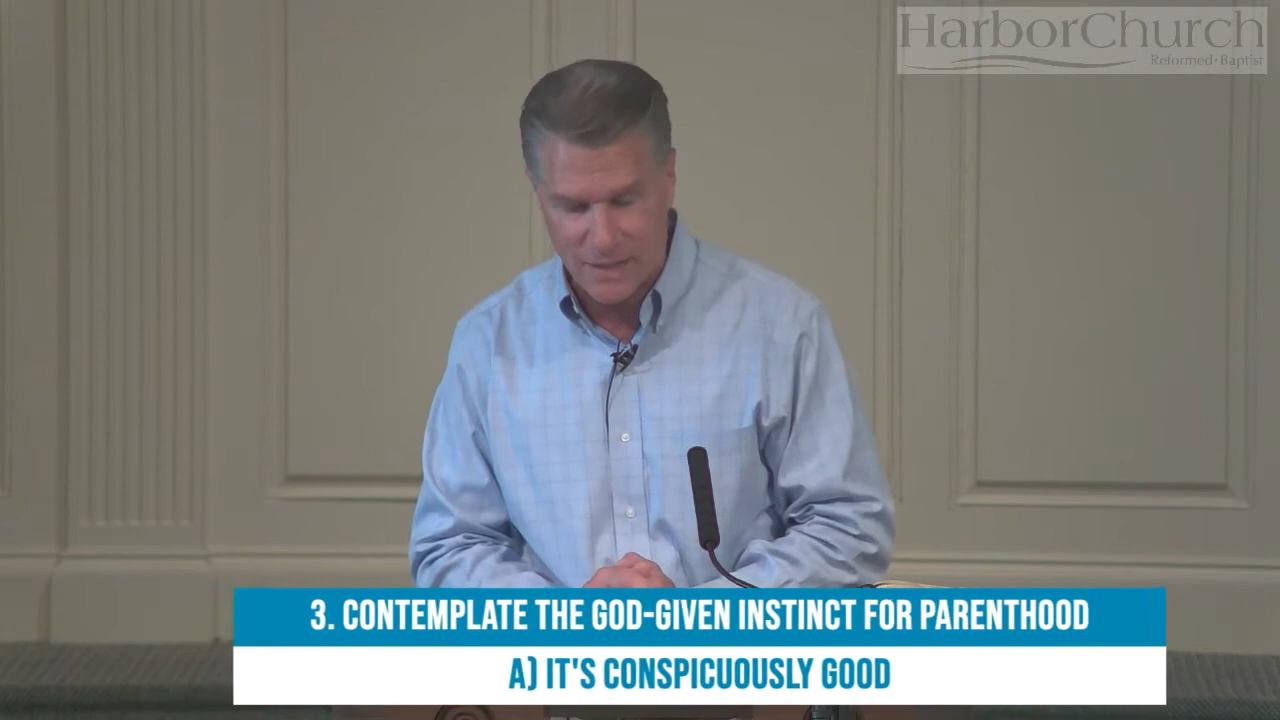 HarborChurch
Reformed•Baptist
3. CONTEMPLATE THE GOD-GIVEN INSTINCT FOR PARENTHOOD
A) IT'S CONSPICUOUSLY GOOD